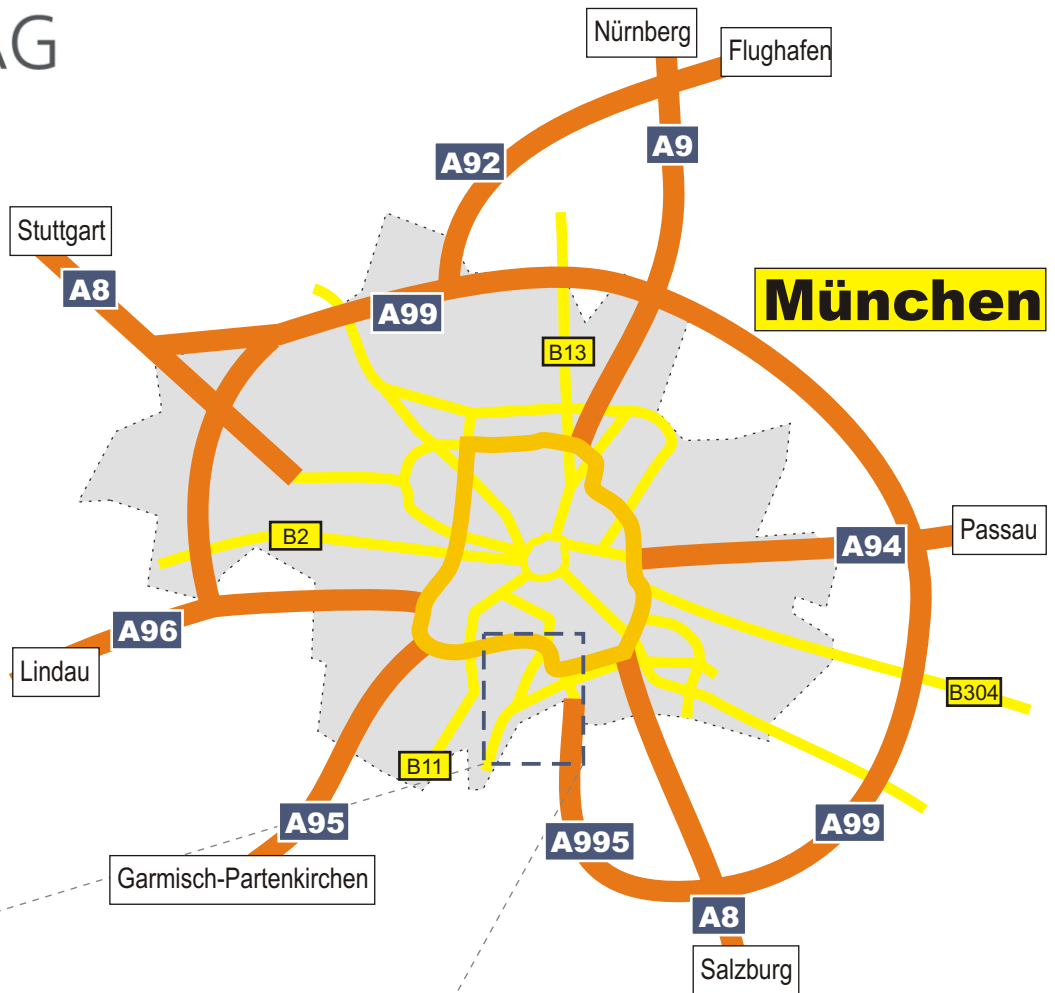 AG
Nürnberg
Flughafen
A92
A9
Stuttgart
A8
A99
München
B13
B2
A94
Passau
A96
Lindau
B304
B11
A95
A995
A99
Garmisch-Partenkirchen
A8
Salzburg